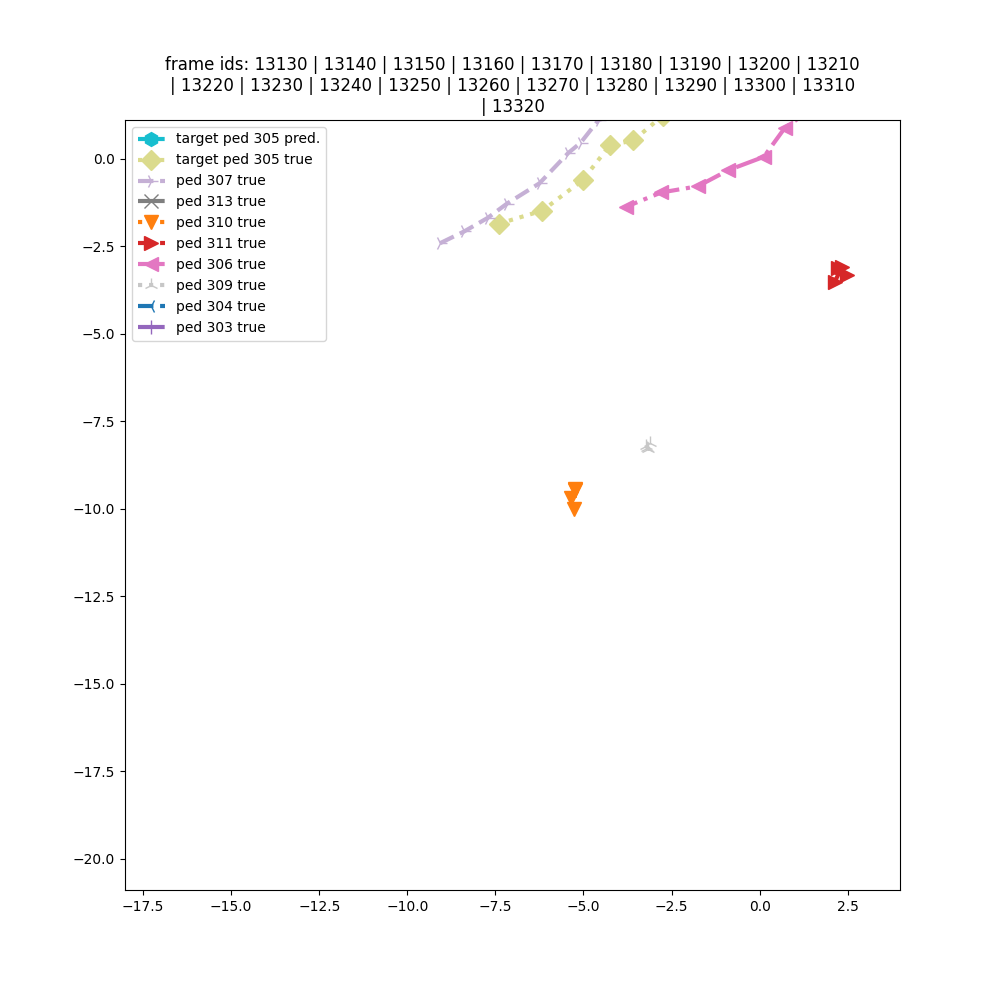 frame ids: 13130 | 13140 | 13150 | 13160 | 13170 | 13180 | 13190 | 13200 | 13210
| 13220 | 13230 | 13240 | 13250 | 13260 | 13270 | 13280 | 13290 | 13300 | 13310
| 13320
target ped 305 pred.
target ped 305 true
ped 307 true
ped 313 true
ped 310 true
ped 311 true
ped 306 true
ped 309 true
ped 304 true
ped 303 true
0.0
−2.5
−5.0
−7.5
−10.0
−12.5
−15.0
−17.5
−20.0
−17.5 −15.0 −12.5 −10.0 −7.5 −5.0 −2.5 0.0 2.5